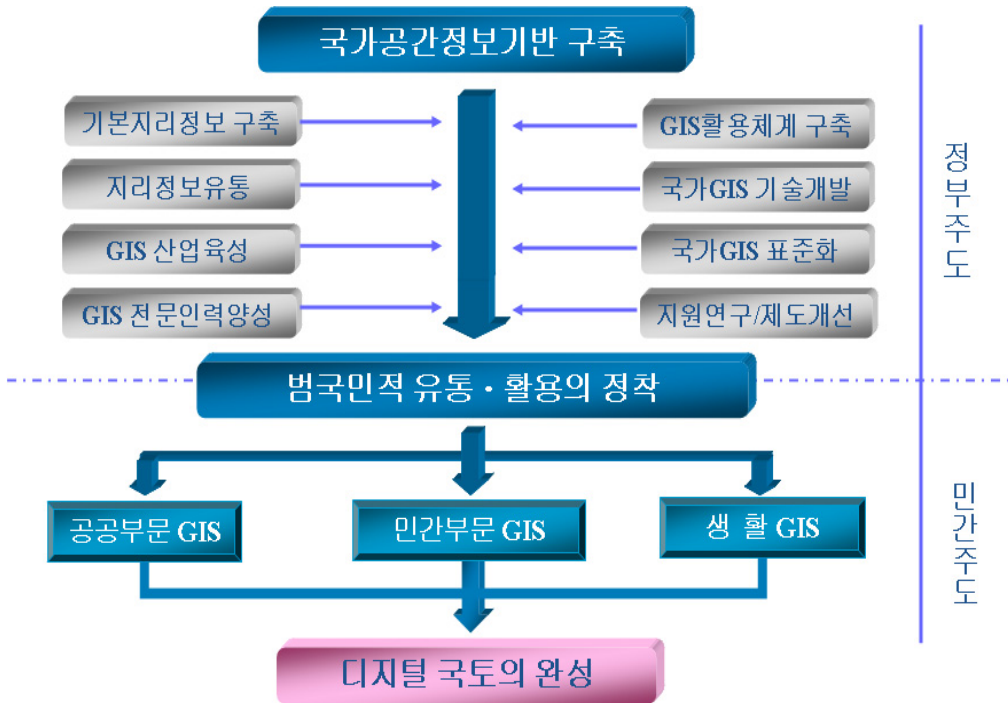 국가공간정보기반 구축
기본지리정보 구축
GIS활용체계 구축
지리정보유통
국가GIS 기술개발
GIS 산업육성
국가GIS 표준화
GIS 전문인력양성
지원연구/제도개선
정부주도
범국민적 유통・활용의 정착
민간주도
공공부문 GIS
민간부문 GIS
생 활 GIS
디지털 국토의 완성